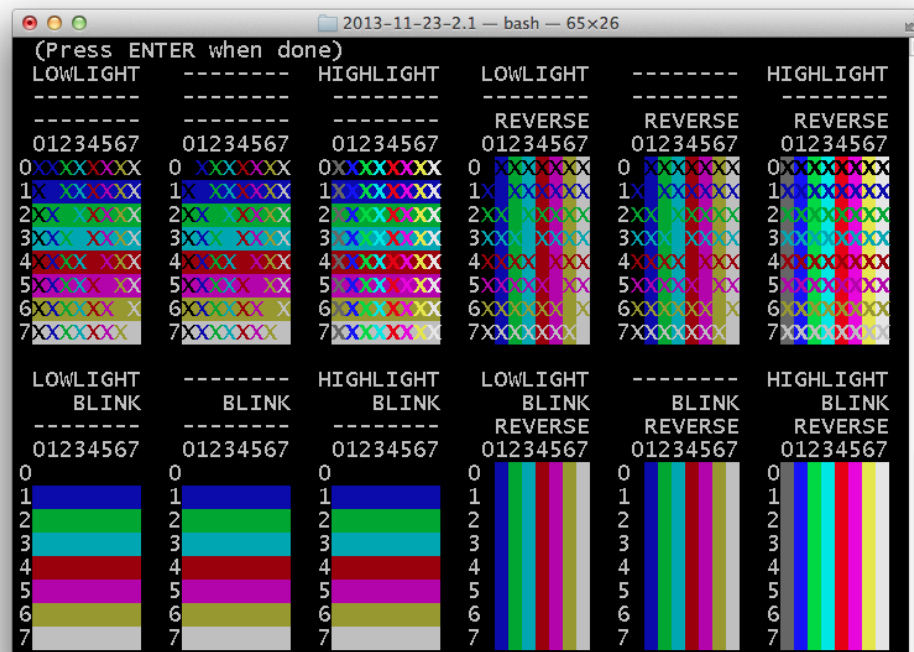 2013-11-23-2.1 — bash — 65×26
(Press ENTER when done)
LOWLIGHT -------- HIGHLIGHT LOWLIGHT -------- HIGHLIGHT
-------- -------- -------- -------- -------- --------
-------- -------- -------- REVERSE REVERSE REVERSE
01234567 01234567 01234567 01234567 01234567 01234567
0 XXXXXXX 0 XXXXXXX 0XXXXXXXX 0 XXXXXXX 0 XXXXXXX 0XXXXXXXX
1X XXXXXX 1X XXXXXX 1XXXXXXXX 1X XXXXXX 1X XXXXXX 1XXXXXXXX
2XX XXXXX 2XX XXXXX 2XXXXXXXX 2XX XXXXX 2XX XXXXX 2XXXXXXXX
3XXX XXXX 3XXX XXXX 3XXXXXXXX 3XXX XXXX 3XXX XXXX 3XXXXXXXX
4XXXX XXX 4XXXX XXX 4XXXXXXXX 4XXXX XXX 4XXXX XXX 4XXXXXXXX
5XXXXX XX 5XXXXX XX 5XXXXXXXX 5XXXXX XX 5XXXXX XX 5XXXXXXXX
6XXXXXX X 6XXXXXX X 6XXXXXXXX 6XXXXXX X 6XXXXXX X 6XXXXXXXX
7XXXXXXX 7XXXXXXX 7XXXXXXXX 7XXXXXXX 7XXXXXXX 7XXXXXXXX
LOWLIGHT -------- HIGHLIGHT LOWLIGHT -------- HIGHLIGHT
BLINK BLINK BLINK BLINK BLINK BLINK
-------- -------- -------- REVERSE REVERSE REVERSE
01234567 01234567 01234567 01234567 01234567 01234567
0 0 0 0 0 0
1 1 1 1 1 1
2 2 2 2 2 2
3 3 3 3 3 3
4 4 4 4 4 4
5 5 5 5 5 5
6 6 6 6 6 6
7 7 7 7 7 7